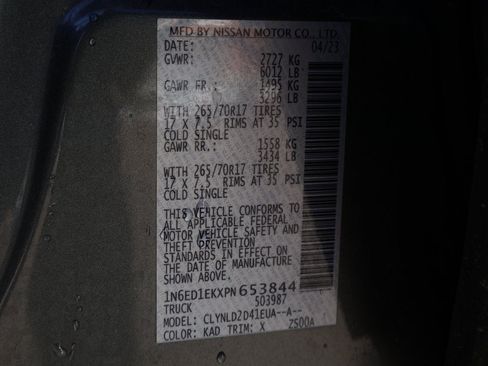 MFD BY NISSAN MOTOR CO., LTD.
DATE: 04/23
GVWR: 2727 KG
6012 LB
GAWR FR.: 1495 KG
3296 LB
WITH 265/70R17 TIRES
17 X 7.5 RIMS AT 35 PSI
COLD SINGLE
GAWR RR.: 1558 KG
3434 LB
WITH 265/70R17 TIRES
17 X 7.5 RIMS AT 35 PSI
COLD SINGLE
THIS VEHICLE CONFORMS TO
ALL APPLICABLE FEDERAL
MOTOR VEHICLE SAFETY AND
THEFT PREVENTION
STANDARDS IN EFFECT ON
THE DATE OF MANUFACTURE
SHOWN ABOVE.
1N6ED1EKXPN653844
TRUCK 503987
MODEL: CLYNLD2D41EUA--A--
COLOR: KAD TRIM: X ZS00A